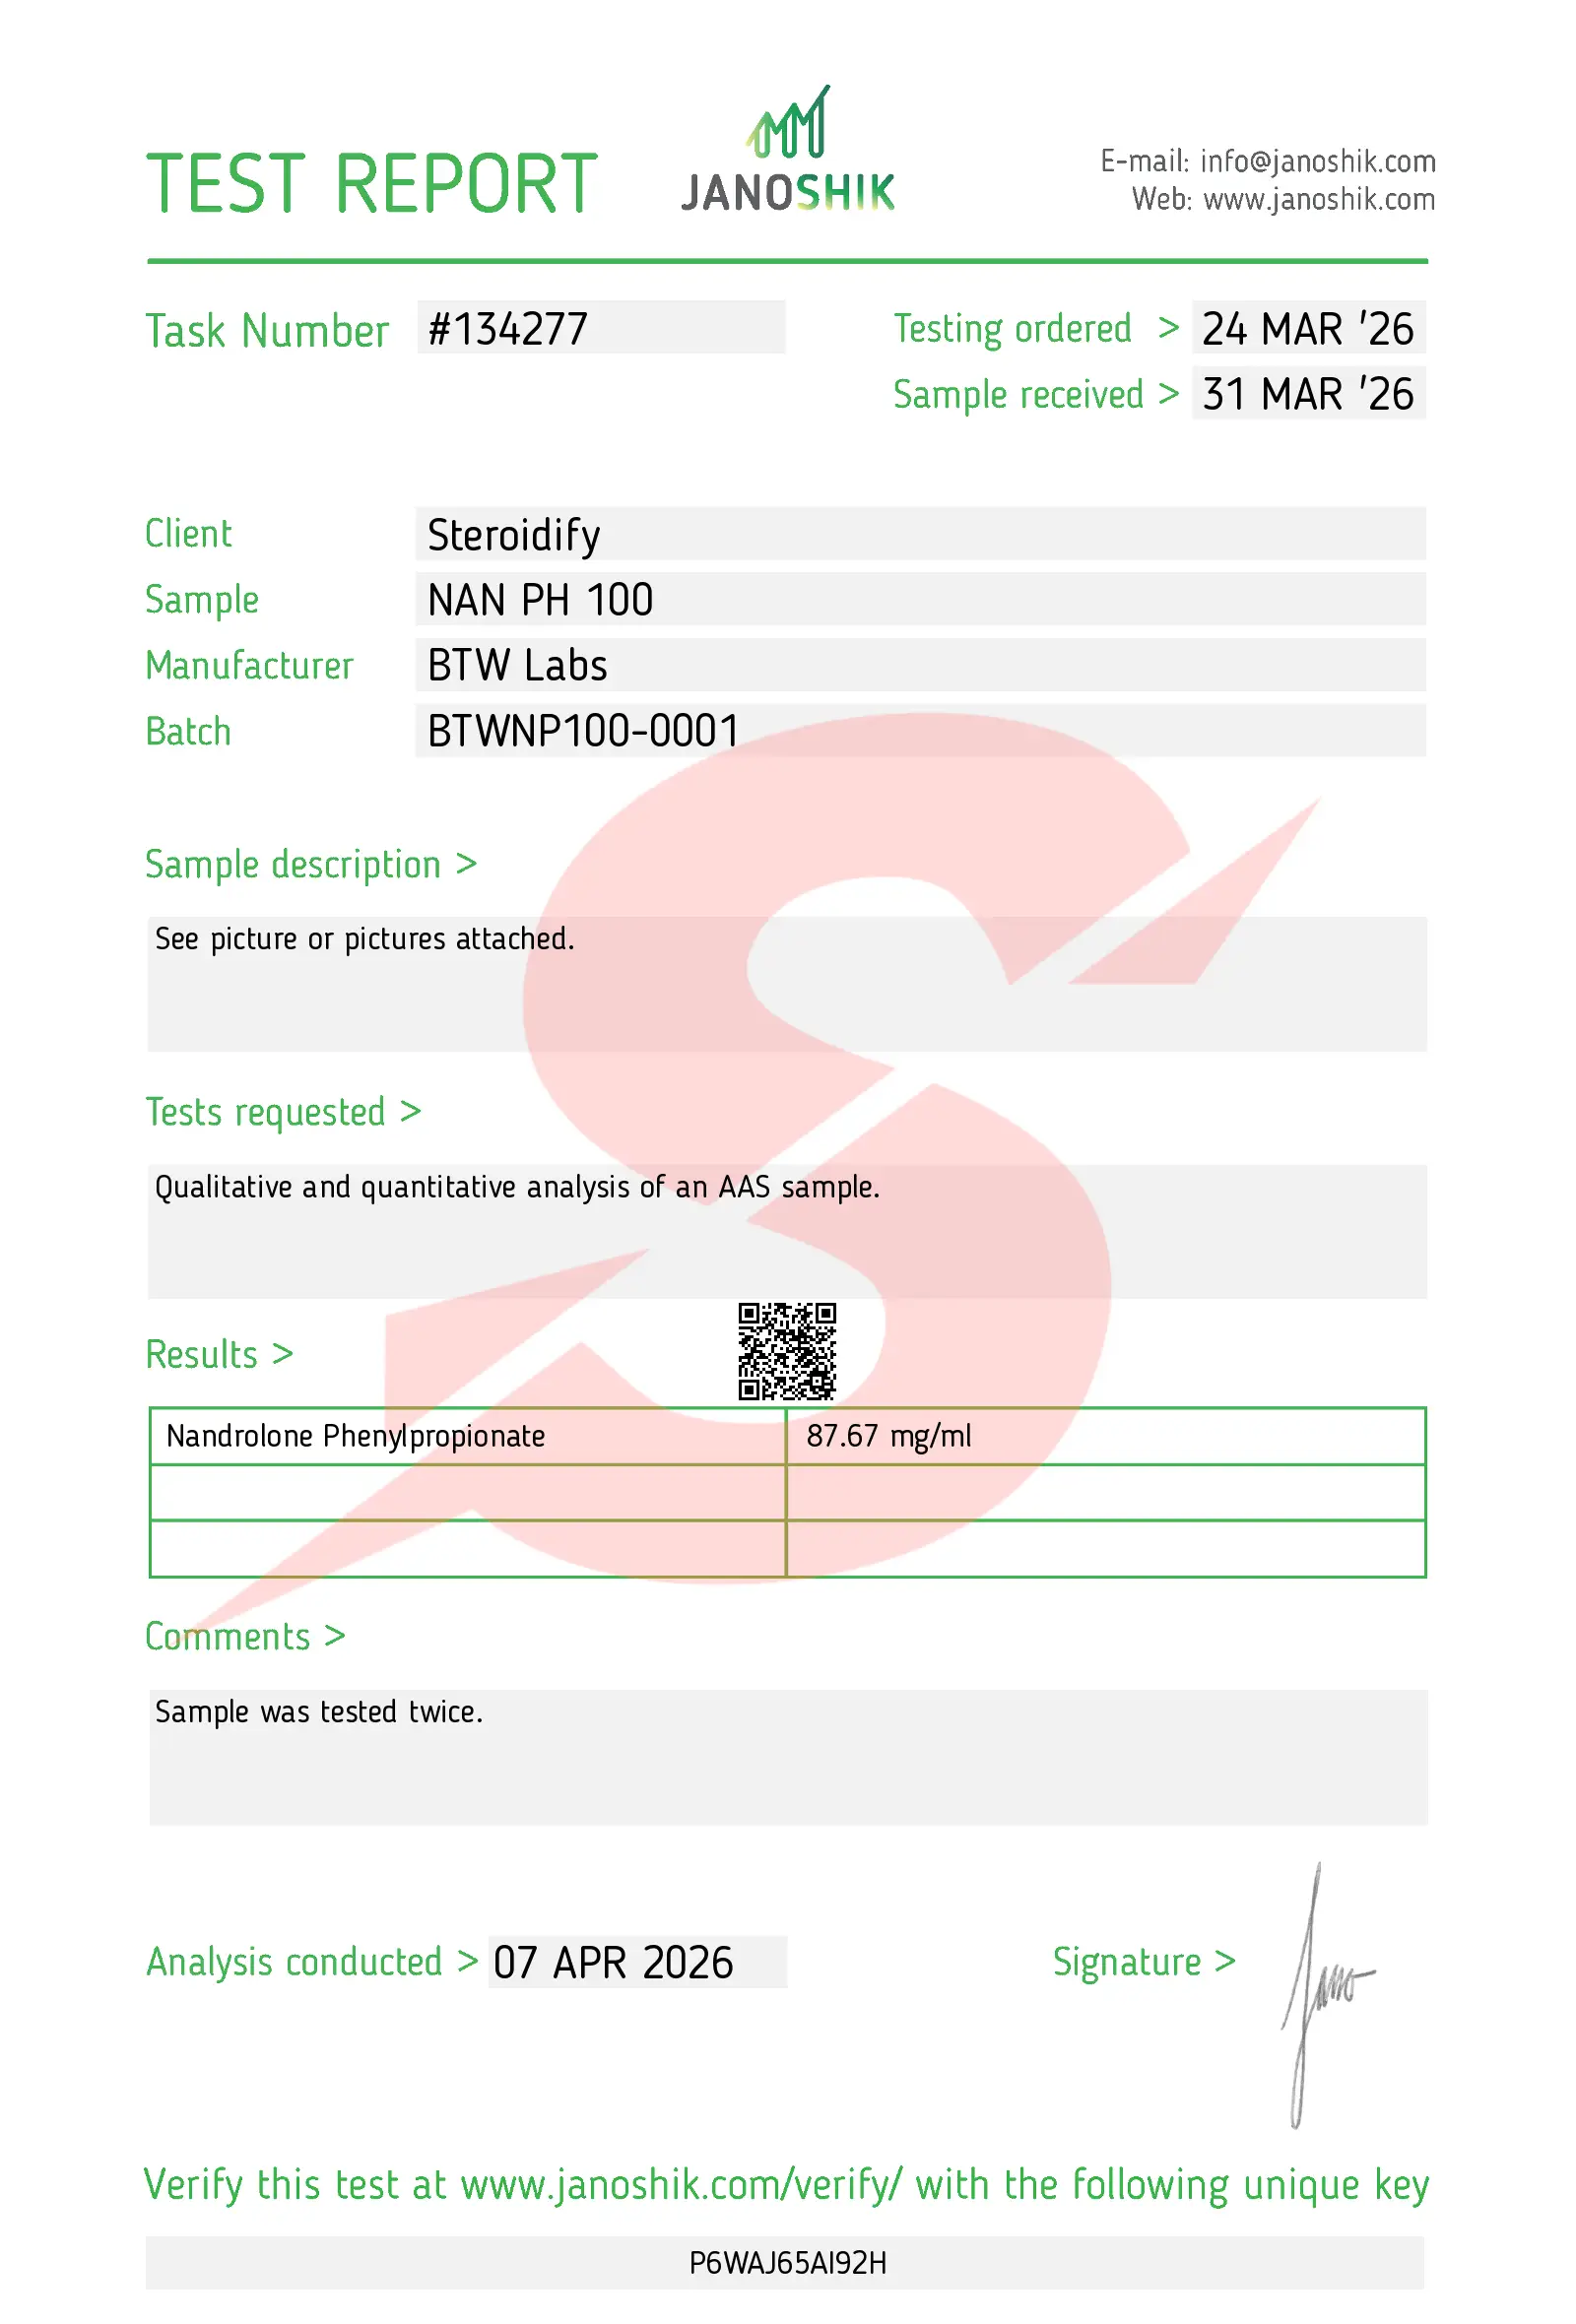 TEST REPORT
JANOSHIK
E-mail: info@janoshik.com
Web: www.janoshik.com
Task Number #134277
Testing ordered > 24 MAR '26
Sample received > 31 MAR '26
Client Steroidify
Sample NAN PH 100
Manufacturer BTW Labs
Batch BTWNP100-0001
Sample description >
See picture or pictures attached.
Tests requested >
Qualitative and quantitative analysis of an AAS sample.
Results >
Nandrolone Phenylpropionate 87.67 mg/ml
Comments >
Sample was tested twice.
Analysis conducted > 07 APR 2026
Signature > Jano
Verify this test at www.janoshik.com/verify/ with the following unique key
P6WAJ65AI92H